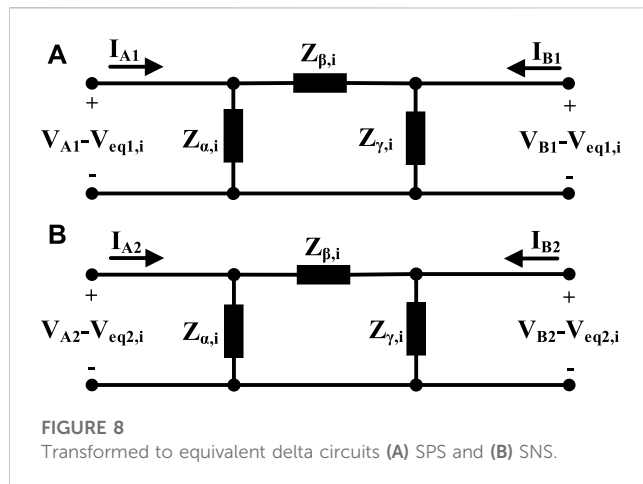 A
I_A1
Z_β,i
I_B1
+
+
V_A1-V_eq1,i
Z_α,i
Z_γ,i
V_B1-V_eq1,i
-
-
B
I_A2
Z_β,i
I_B2
+
+
V_A2-V_eq2,i
Z_α,i
Z_γ,i
V_B2-V_eq2,i
-
-
FIGURE 8
Transformed to equivalent delta circuits (A) SPS and (B) SNS.